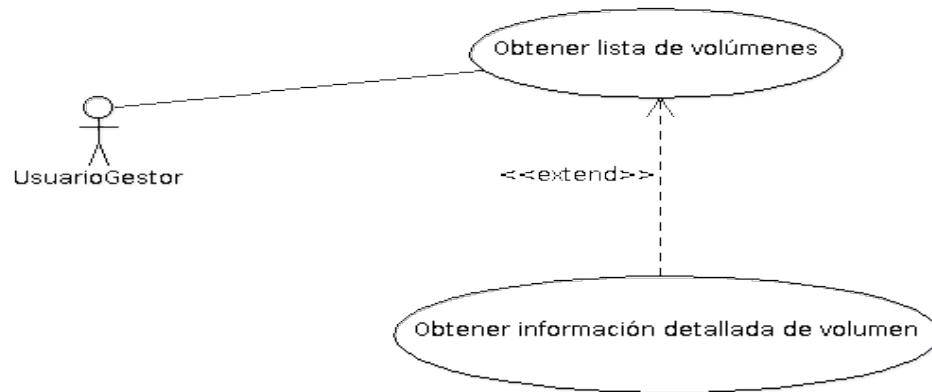 Obtener lista de volúmenes
UsuarioGestor
<<extend>>
Obtener información detallada de volumen